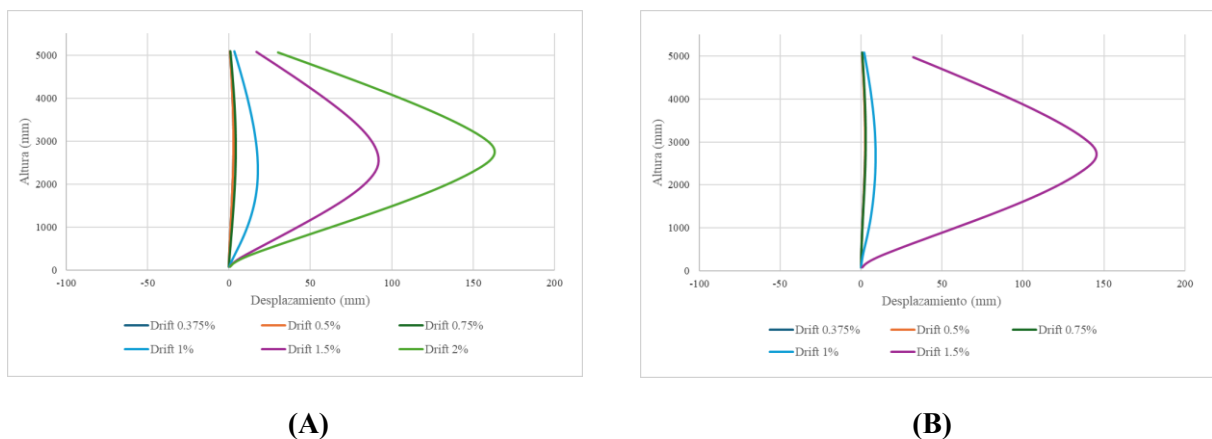 5000
4000
3000
2000
1000
0
Altura (mm)
-100 -50 0 50 100 150 200
Desplazamiento (mm)
Drift 0.375% Drift 0.5% Drift 0.75%
Drift 1% Drift 1.5% Drift 2%
(A)
5000
4000
3000
2000
1000
0
Altura (mm)
-100 -50 0 50 100 150 200
Desplazamiento (mm)
Drift 0.375% Drift 0.5% Drift 0.75%
Drift 1% Drift 1.5%
(B)